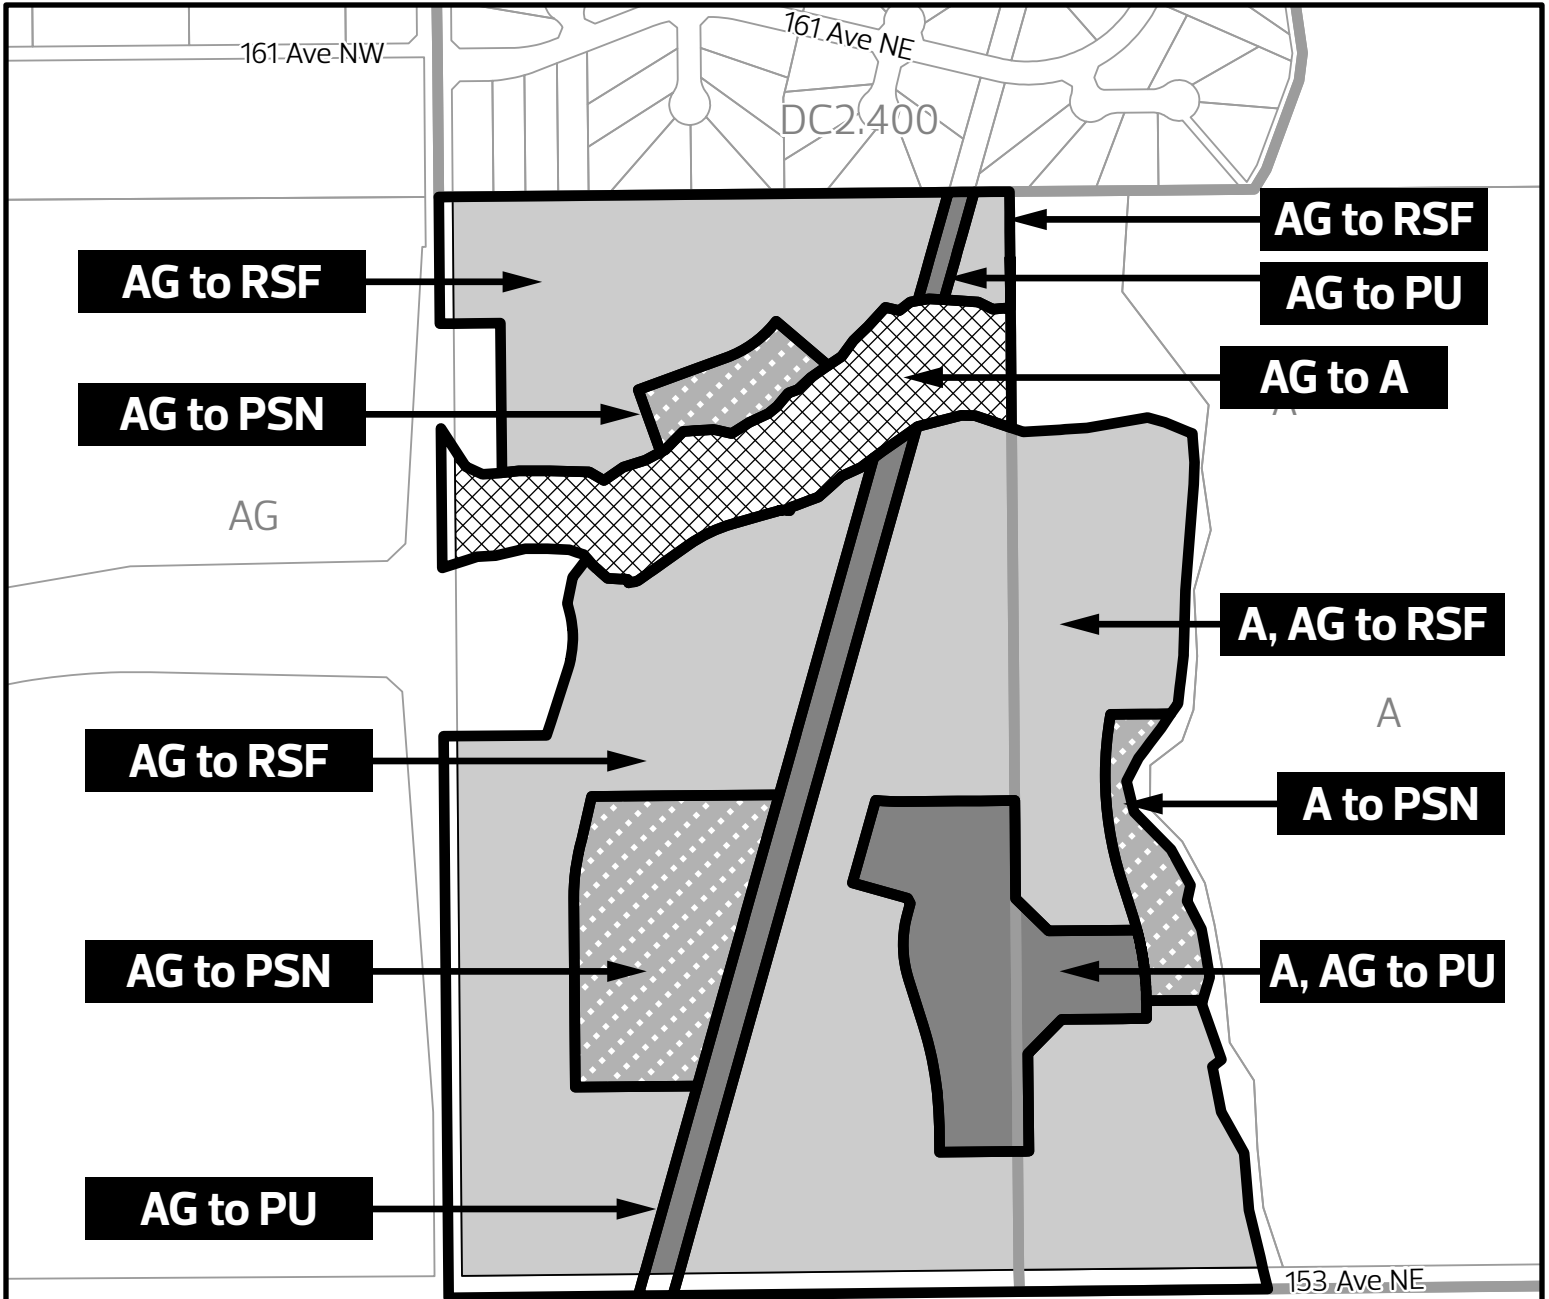 161 Ave NW
161 Ave NE
DC2.400
AG to RSF
AG to RSF
AG to PU
AG to A
AG to PSN
A
AG
A, AG to RSF
A
AG to RSF
A to PSN
AG to PSN
A, AG to PU
AG to PU
153 Ave NE